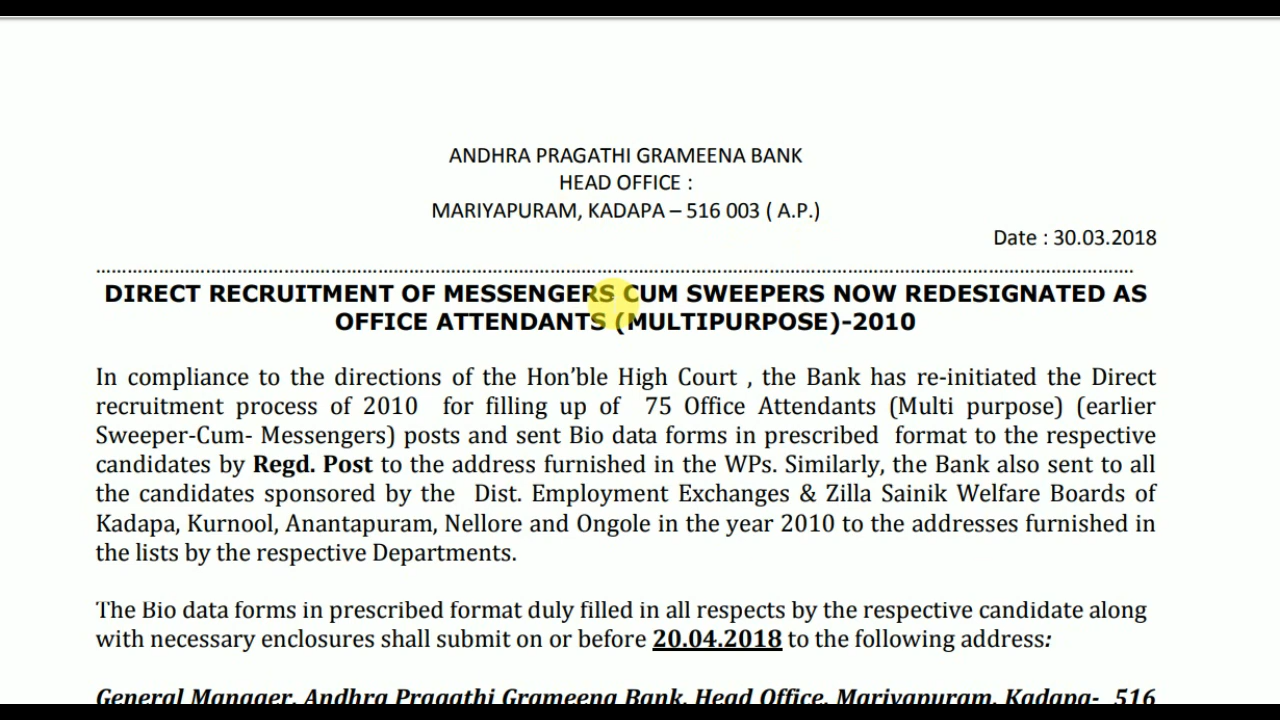 ANDHRA PRAGATHI GRAMEENA BANK
HEAD OFFICE :
MARIYAPURAM, KADAPA – 516 003 ( A.P.)
Date : 30.03.2018
................................................................................................................................................................
DIRECT RECRUITMENT OF MESSENGERS CUM SWEEPERS NOW REDESIGNATED AS
OFFICE ATTENDANTS (MULTIPURPOSE)-2010
In compliance to the directions of the Hon’ble High Court , the Bank has re-initiated the Direct
recruitment process of 2010 for filling up of 75 Office Attendants (Multi purpose) (earlier
Sweeper-Cum- Messengers) posts and sent Bio data forms in prescribed format to the respective
candidates by Regd. Post to the address furnished in the WPs. Similarly, the Bank also sent to all
the candidates sponsored by the Dist. Employment Exchanges & Zilla Sainik Welfare Boards of
Kadapa, Kurnool, Anantapuram, Nellore and Ongole in the year 2010 to the addresses furnished in
the lists by the respective Departments.
The Bio data forms in prescribed format duly filled in all respects by the respective candidate along
with necessary enclosures shall submit on or before 20.04.2018 to the following address:
General Manager, Andhra Pragathi Grameena Bank, Head Office, Mariyapuram, Kadapa- 516